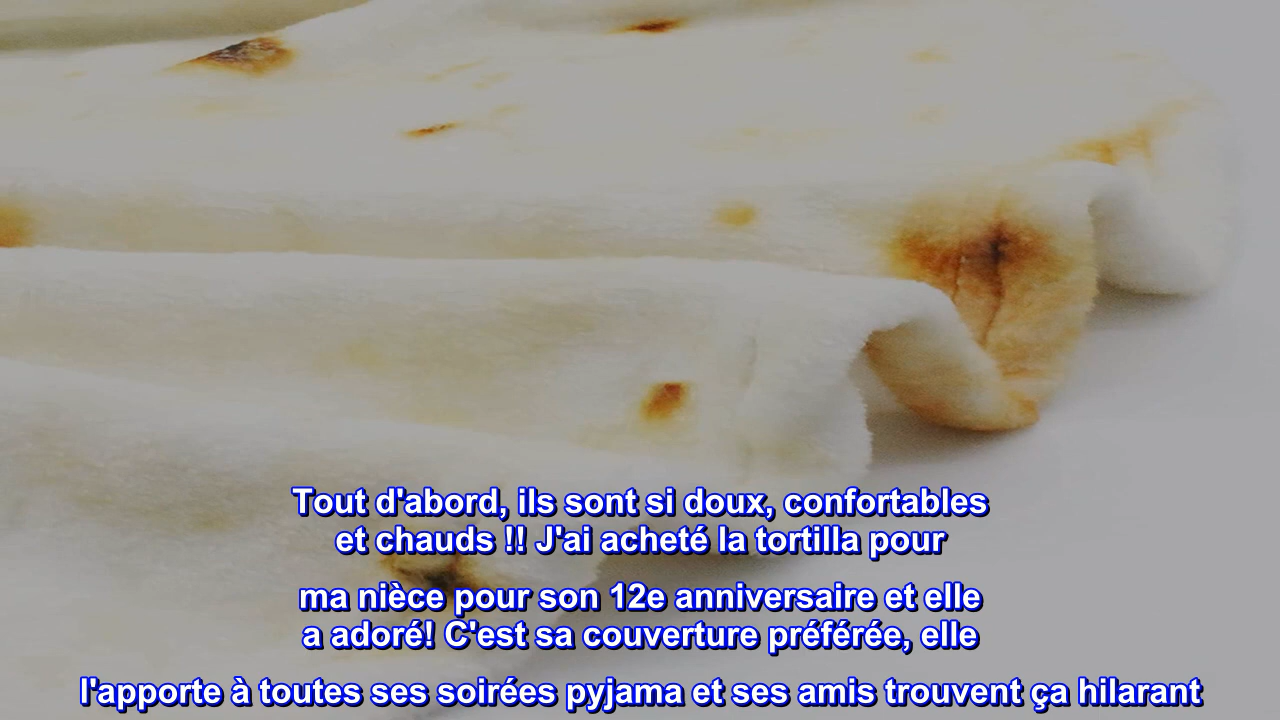 Tout d'abord, ils sont si doux, confortables
et chauds !! J'ai acheté la tortilla pour
ma nièce pour son 12e anniversaire et elle
a adoré! C'est sa couverture préférée, elle
l'apporte à toutes ses soirées pyjama et ses amis trouvent ça hilarant